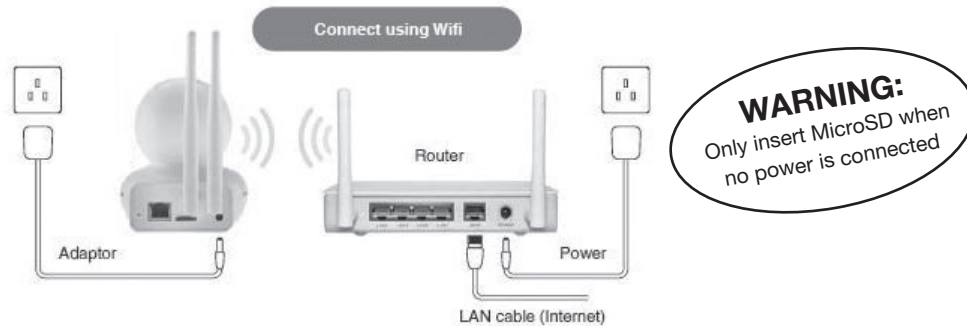 Connect using Wifi
WARNING:
Only insert MicroSD when
no power is connected
Router
Adaptor
Power
LAN cable (Internet)